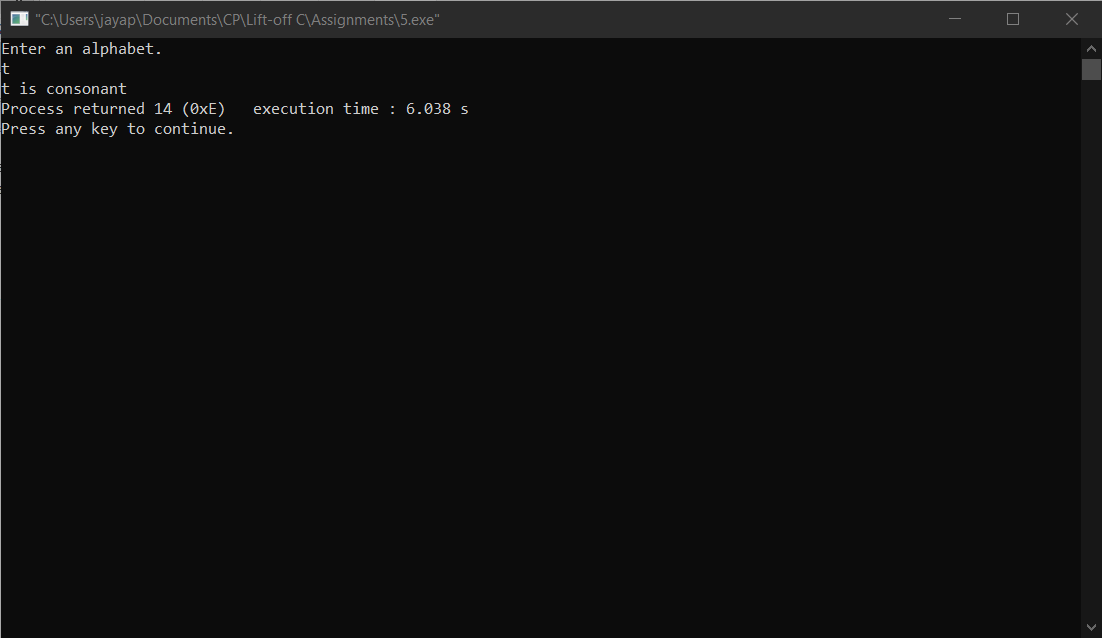 "C:\Users\jayap\Documents\CP\Lift-off C\Assignments\5.exe"
Enter an alphabet.
t
t is consonant
Process returned 14 (0xE)   execution time : 6.038 s
Press any key to continue.